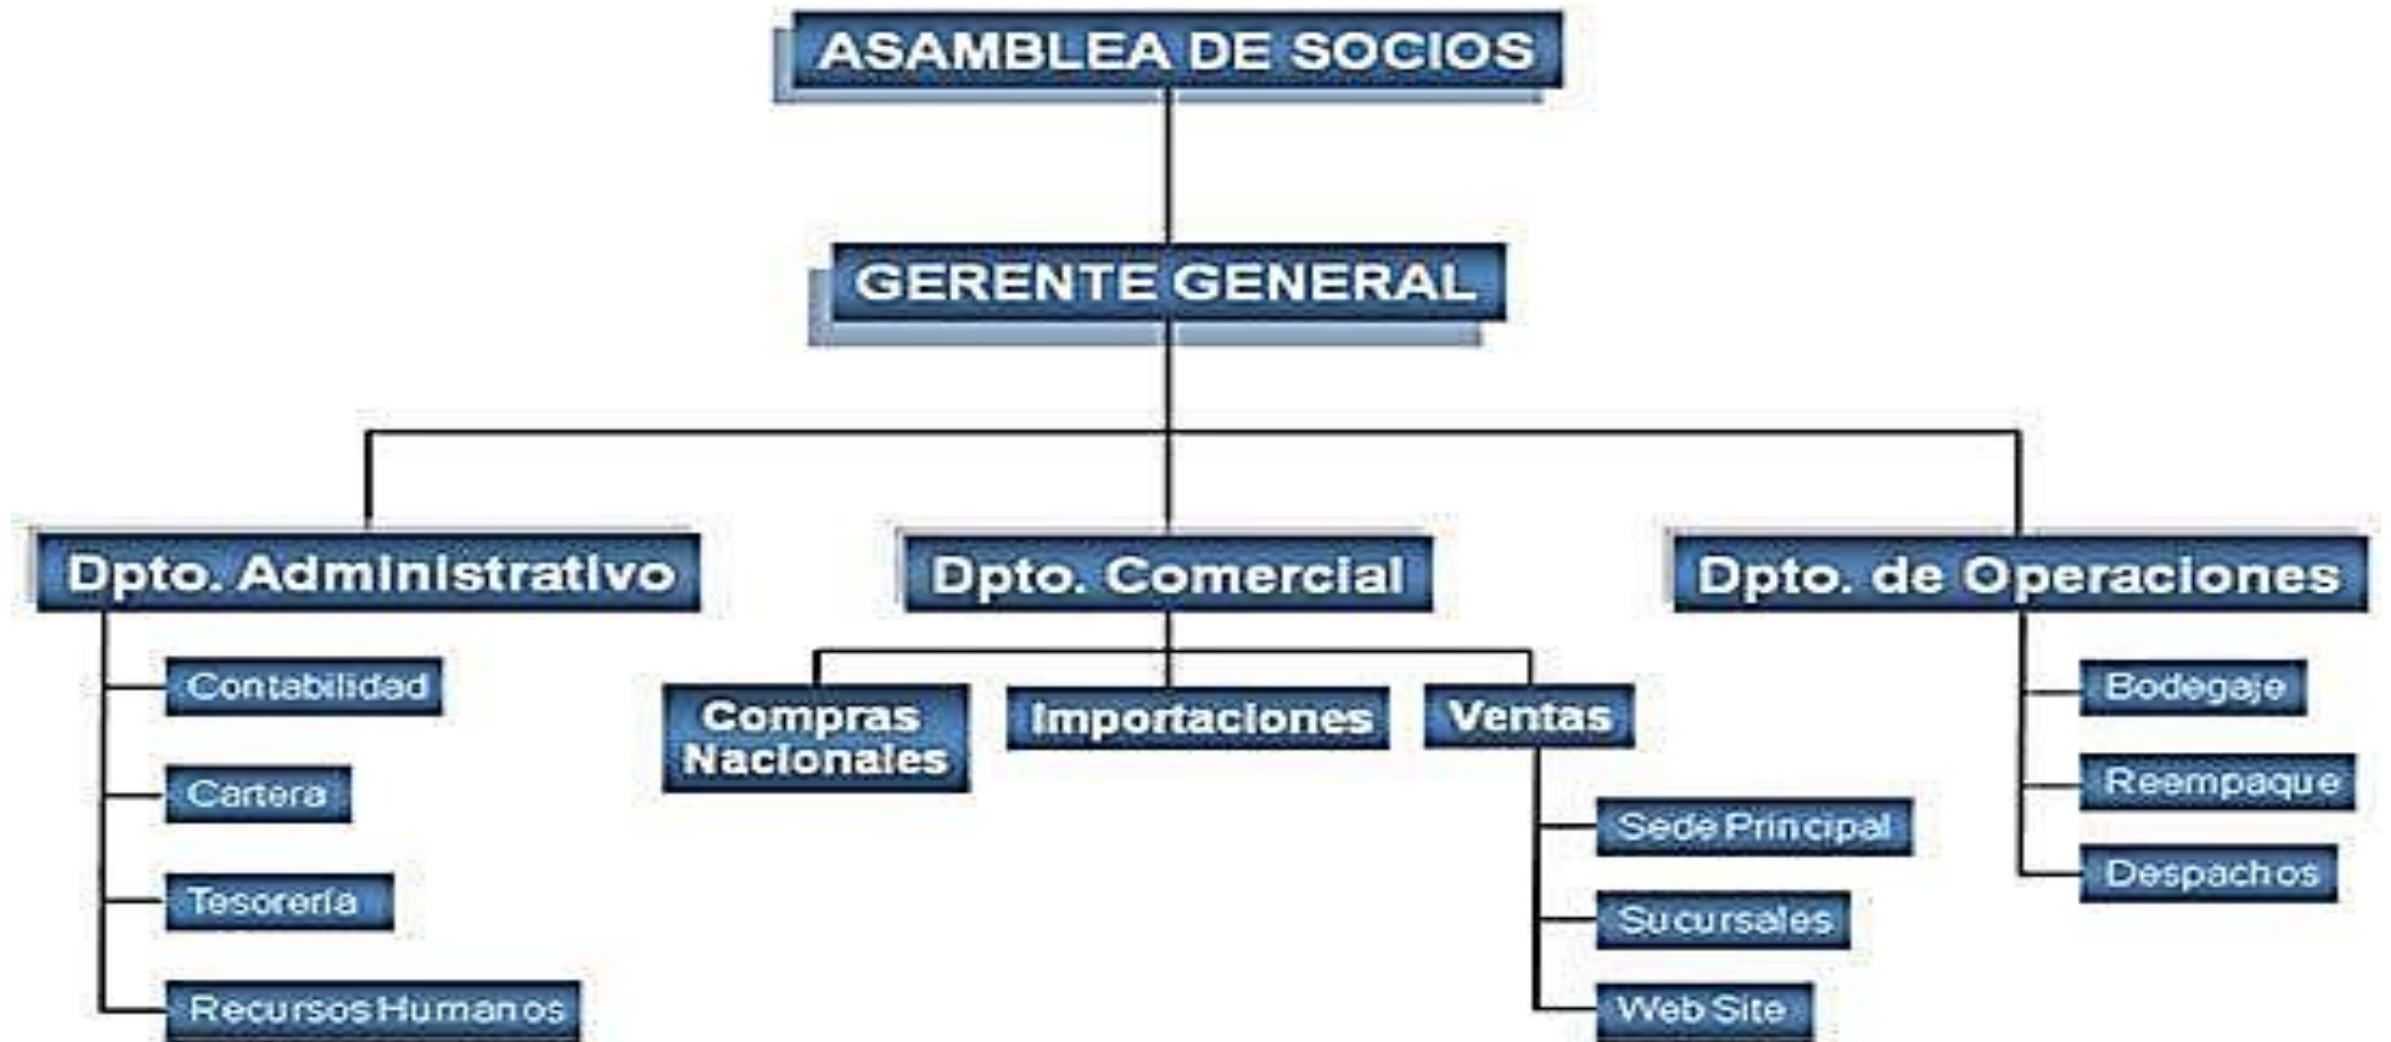 ASAMBLEA DE SOCIOS
GERENTE GENERAL
Dpto. Administrativo
Contabilidad
Cartera
Tesorería
Recursos Humanos
Dpto. Comercial
Compras
Nacionales
Importaciones
Ventas
Sede Principal
Sucursales
Web Site
Dpto. de Operaciones
Bodegaje
Reempaque
Despachos